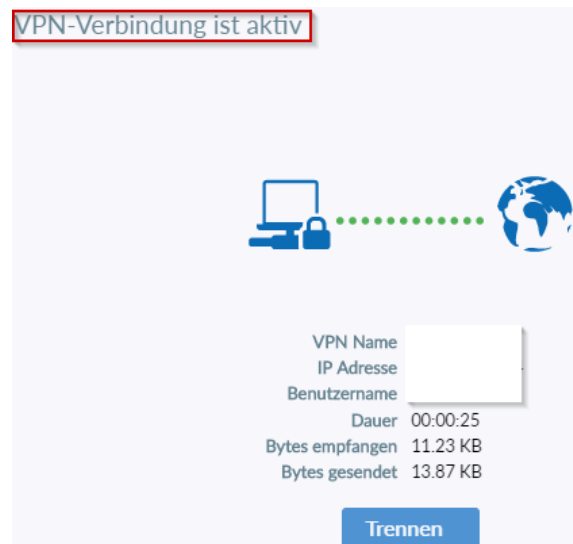 VPN-Verbindung ist aktiv
VPN Name
IP Adresse
Benutzername
Dauer 00:00:25
Bytes empfangen 11.23 KB
Bytes gesendet 13.87 KB
Trennen